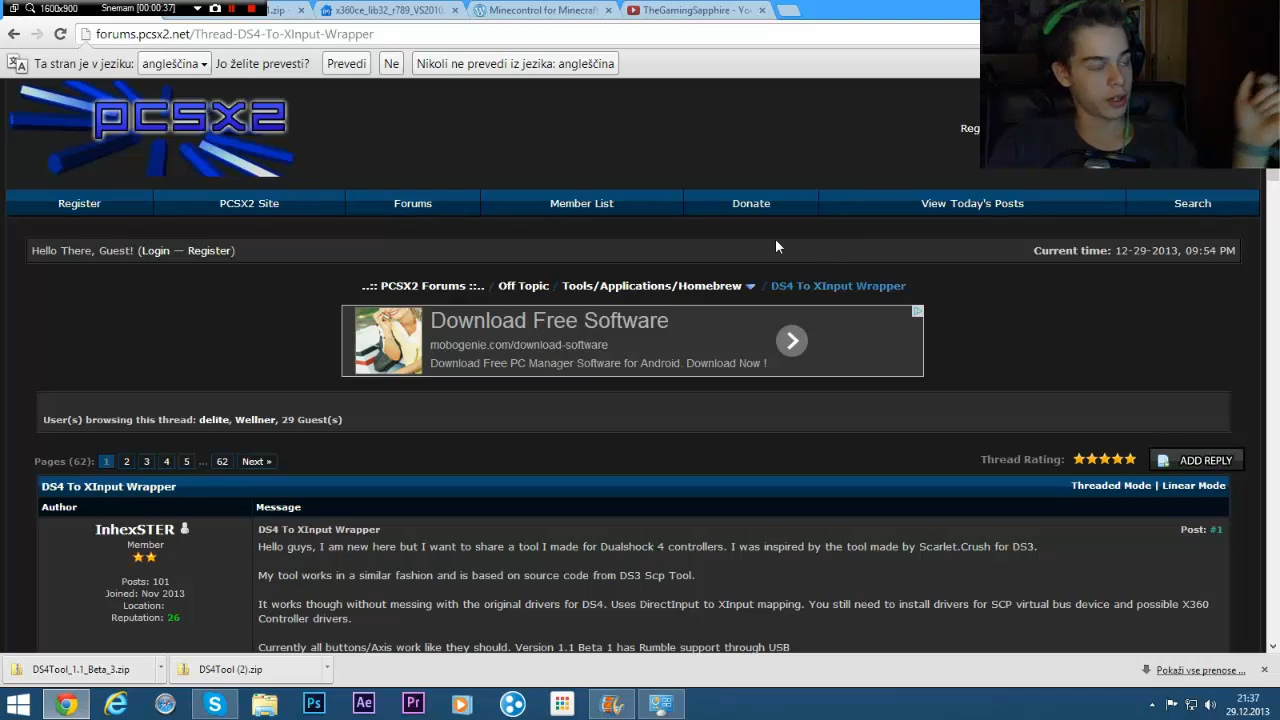 1600x900
Snemam [00:00:37]
i.zip
x360ce_lib32_r789_VS2010.
Minecontrol for Minecraft
TheGamingSapphire - Yo
forums.pcsx2.net/Thread-DS4-To-XInput-Wrapper
Ta stran je v jeziku: angleščina Jo želite prevesti? Prevedi Ne Nikoli ne prevedi iz jezika: angleščina
PCSX2
Reg
Register PCSX2 Site Forums Member List Donate View Today's Posts Search
Hello There, Guest! (Login — Register)
Current time: 12-29-2013, 09:54 PM
..:: PCSX2 Forums ::.. / Off Topic / Tools/Applications/Homebrew / DS4 To XInput Wrapper
Download Free Software
mobogenie.com/download-software
Download Free PC Manager Software for Android. Download Now !
User(s) browsing this thread: delite, Wellner, 29 Guest(s)
Pages (62): 1 2 3 4 5 ... 62 Next »
Thread Rating:
ADD REPLY
DS4 To XInput Wrapper
Threaded Mode | Linear Mode
Author Message
InhexSTER
Member
Posts: 101
Joined: Nov 2013
Location:
Reputation: 26
DS4 To XInput Wrapper
Post: #1
Hello guys, I am new here but I want to share a tool I made for Dualshock 4 controllers. I was inspired by the tool made by Scarlet.Crush for DS3.
My tool works in a similar fashion and is based on source code from DS3 Scp Tool.
It works though without messing with the original drivers for DS4. Uses DirectInput to XInput mapping. You still need to install drivers for SCP virtual bus device and possible X360
Controller drivers.
Currently all buttons/Axis work like they should. Version 1.1 Beta 1 has Rumble support through USB
DS4Tool_1.1_Beta_3.zip
DS4Tool (2).zip
Pokaži vse prenose ...
Ps
Ae
Pr
21:37
29.12.2013